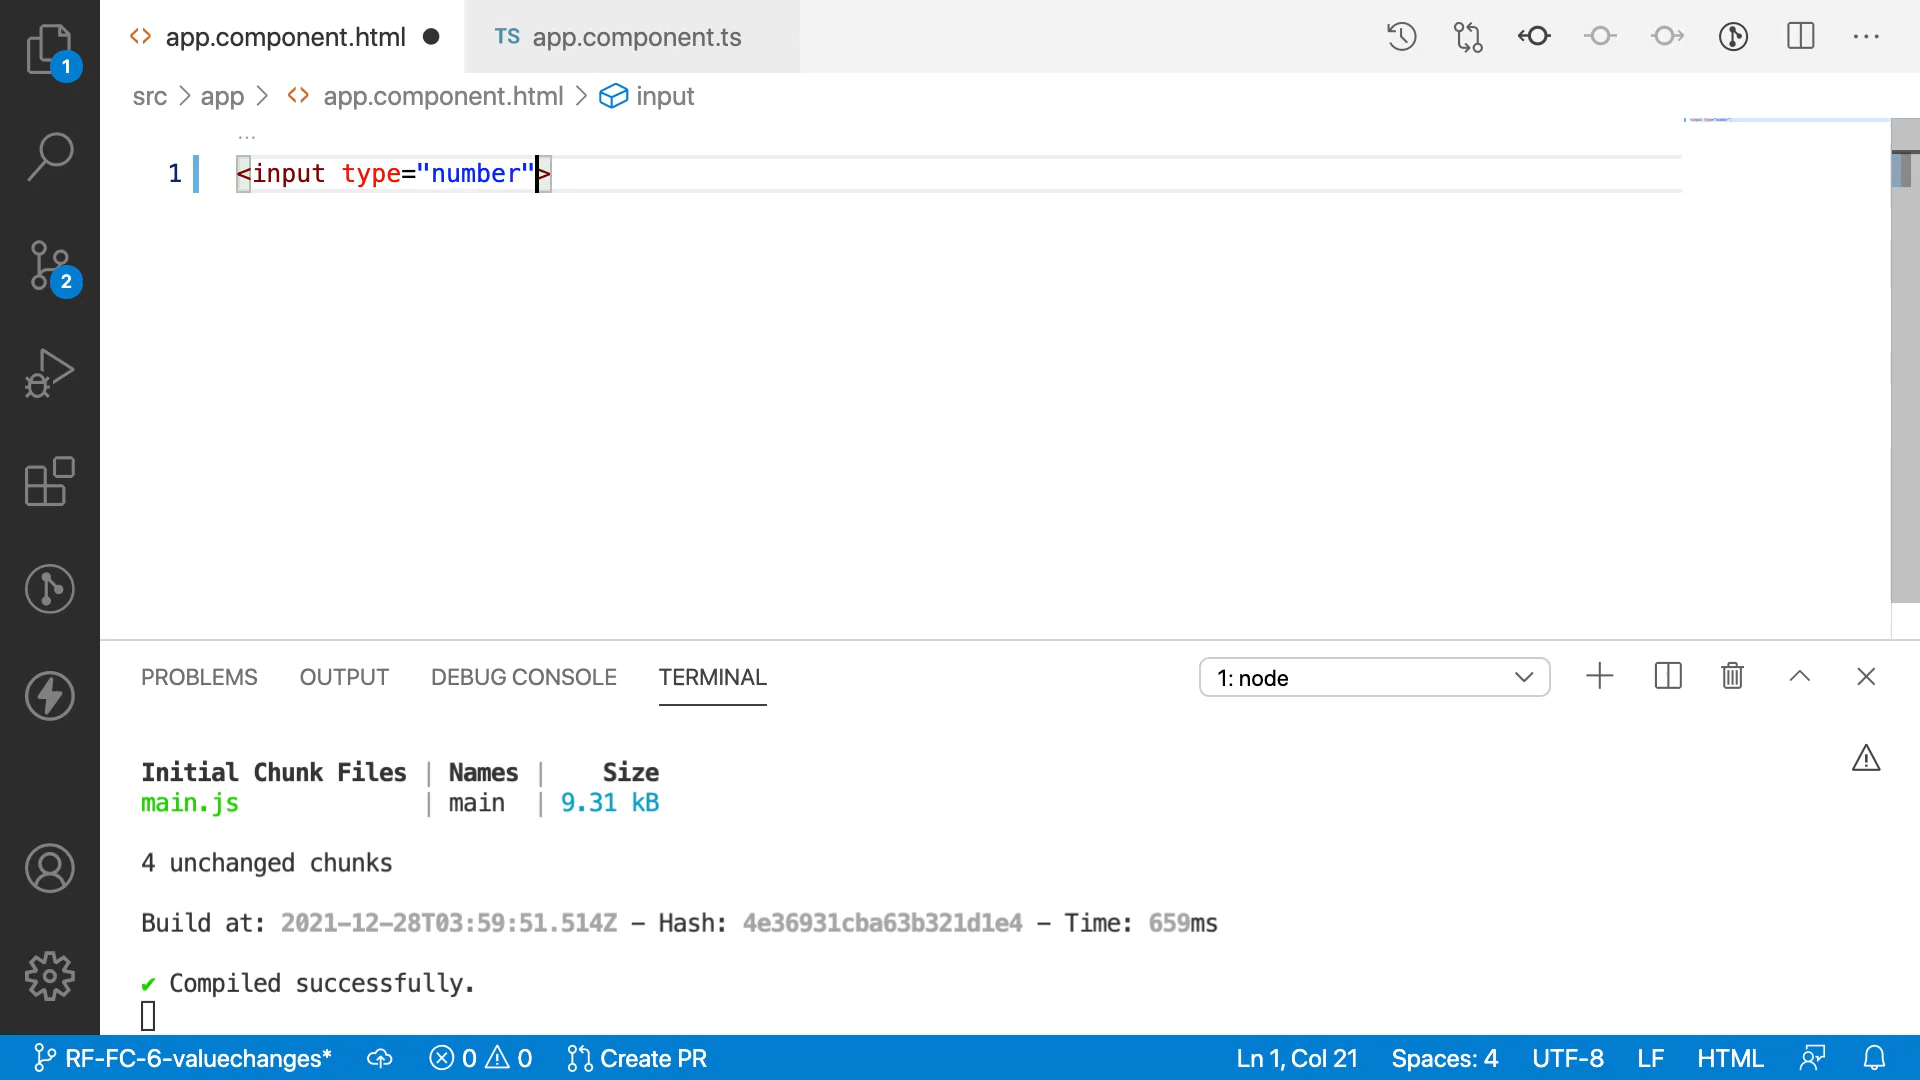 app.component.html
TS app.component.ts
1
src app app.component.html input
...
1 <input type="number">
2
PROBLEMS OUTPUT DEBUG CONSOLE TERMINAL 1: node
Initial Chunk Files | Names | Size
main.js | main | 9.31 kB
4 unchanged chunks
Build at: 2021-12-28T03:59:51.514Z - Hash: 4e36931cba63b321d1e4 - Time: 659ms
✔ Compiled successfully.
RF-FC-6-valuechanges* 0 0 Create PR Ln 1, Col 21 Spaces: 4 UTF-8 LF HTML